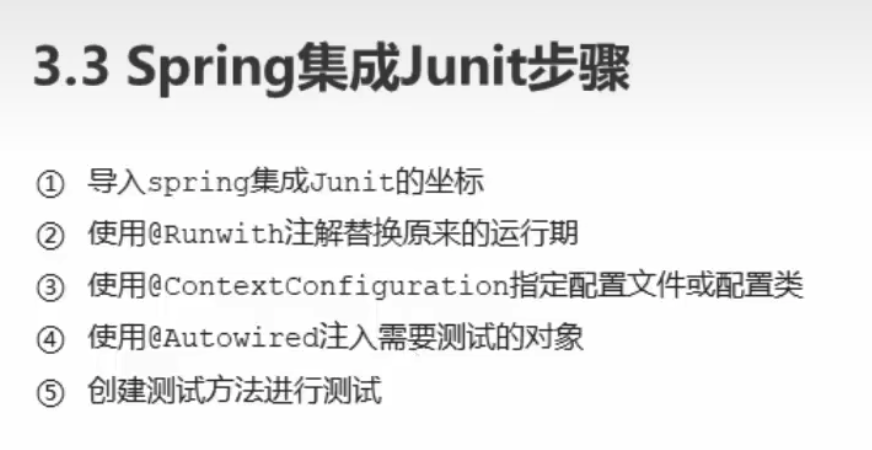 3.3 Spring集成Junit步骤
① 导入spring集成Junit的坐标
② 使用@Runwith注解替换原来的运行期
③ 使用@ContextConfiguration指定配置文件或配置类
④ 使用@Autowired注入需要测试的对象
⑤ 创建测试方法进行测试